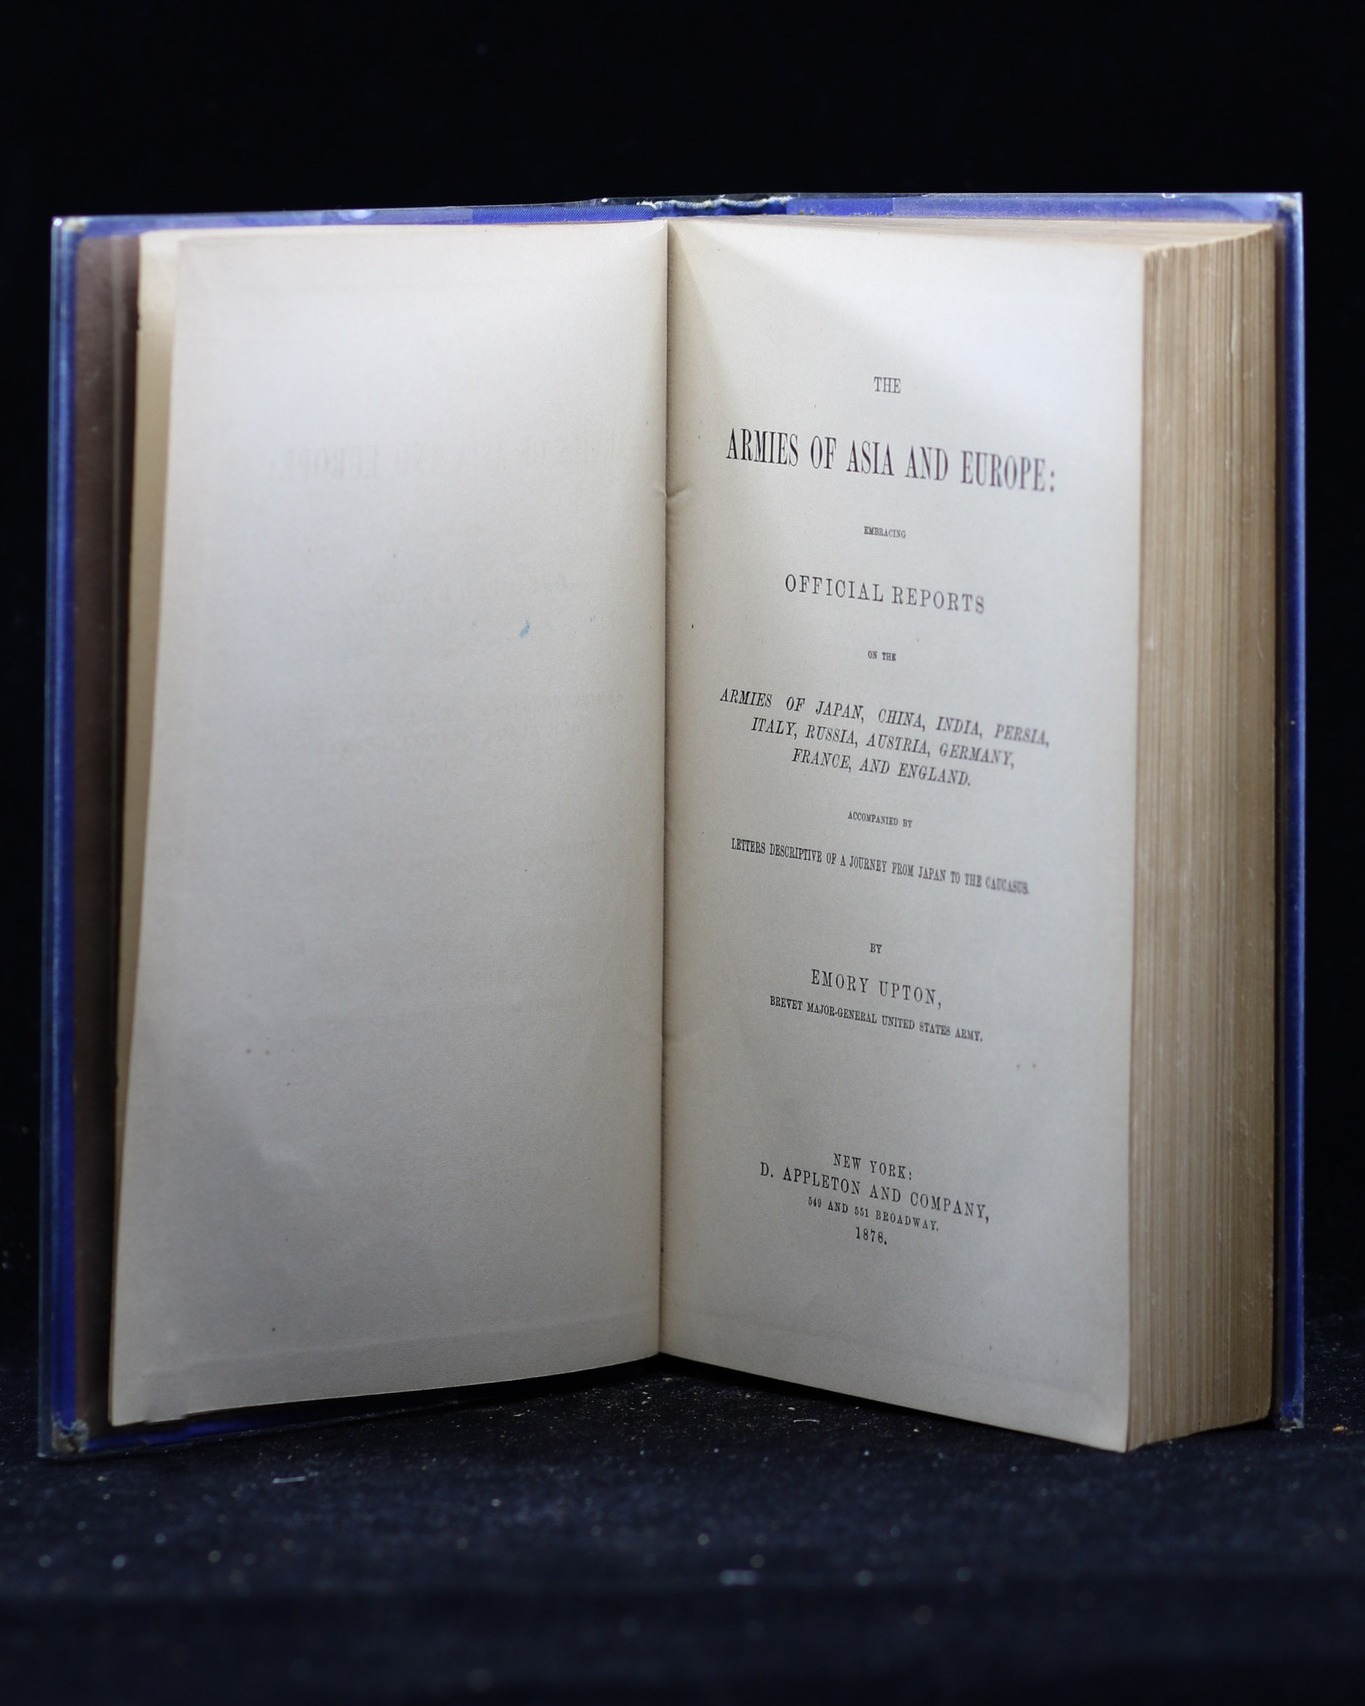 THE
ARMIES OF ASIA AND EUROPE:
EMBRACING
OFFICIAL REPORTS
ON THE
ARMIES OF JAPAN, CHINA, INDIA, PERSIA,
ITALY, RUSSIA, AUSTRIA, GERMANY,
FRANCE, AND ENGLAND.
ACCOMPANIED BY
LETTERS DESCRIPTIVE OF A JOURNEY FROM JAPAN TO THE CAUCASUS.
BY
EMORY UPTON,
BREVET MAJOR-GENERAL UNITED STATES ARMY.
NEW YORK:
D. APPLETON AND COMPANY,
549 AND 551 BROADWAY.
1878.